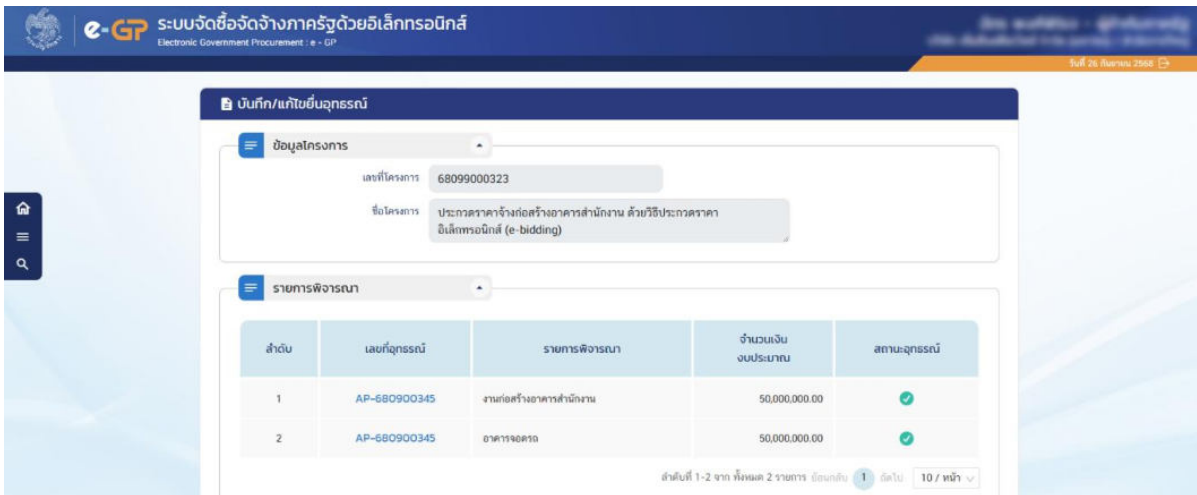 e-GP ระบบจัดซื้อจัดจ้างภาครัฐด้วยอิเล็กทรอนิกส์
Electronic Government Procurement : e - GP
วันที่ 26 กันยายน 2568
บันทึก/แก้ไขยื่นอุทธรณ์
ข้อมูลโครงการ
เลขที่โครงการ 68099000323
ชื่อโครงการ ประกวดราคาจ้างก่อสร้างอาคารสำนักงาน ด้วยวิธีประกวดราคา
อิเล็กทรอนิกส์ (e-bidding)
รายการพิจารณา
ลำดับ เลขที่อุทธรณ์ รายการพิจารณา จำนวนเงิน สถานะอุทธรณ์
งบประมาณ
1 AP-680900345 งานก่อสร้างอาคารสำนักงาน 50,000,000.00
2 AP-680900345 อาคารจอดรถ 50,000,000.00
ลำดับที่ 1-2 จาก ทั้งหมด 2 รายการ ย้อนกลับ 1 ถัดไป 10 / หน้า